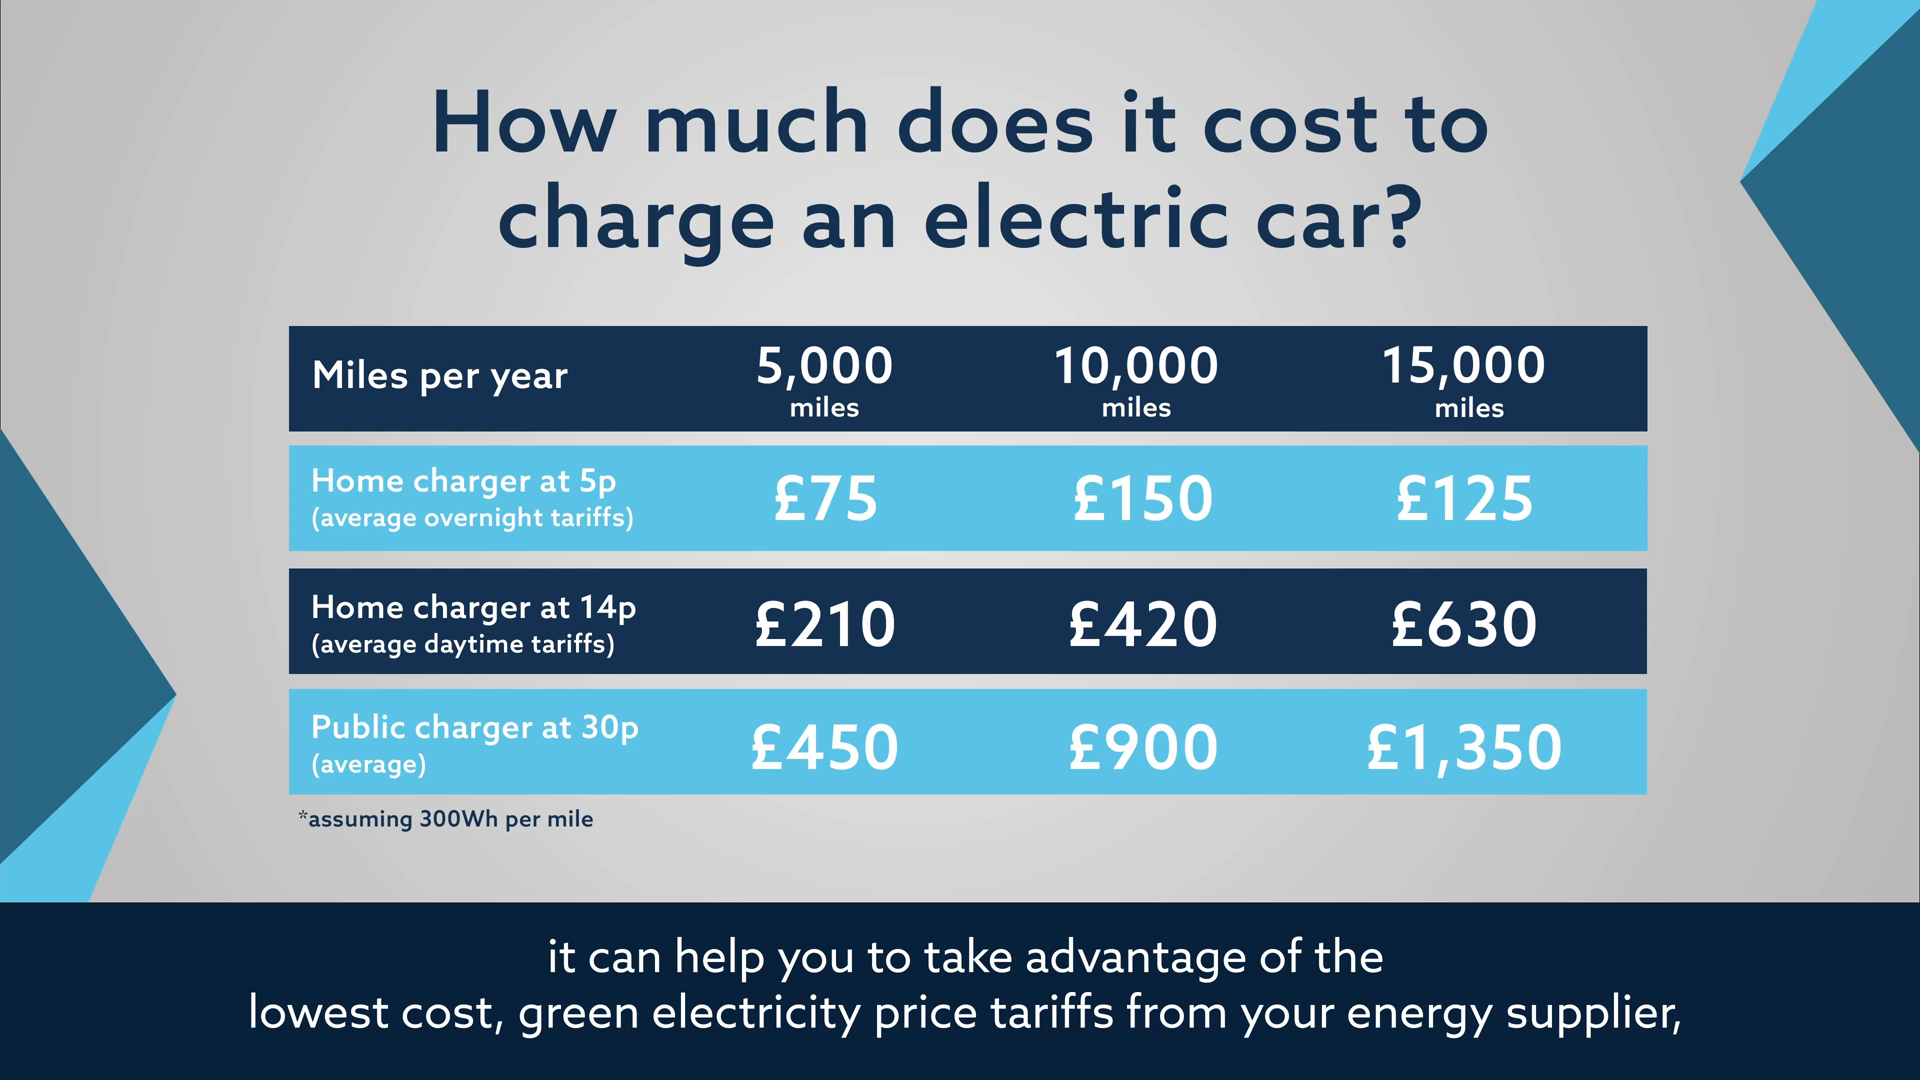 How much does it cost to
charge an electric car?
Miles per year 5,000 miles 10,000 miles 15,000 miles
Home charger at 5p £75 £150 £125
(average overnight tariffs)
Home charger at 14p £210 £420 £630
(average daytime tariffs)
Public charger at 30p £450 £900 £1,350
(average)
*assuming 300Wh per mile
it can help you to take advantage of the
lowest cost, green electricity price tariffs from your energy supplier,